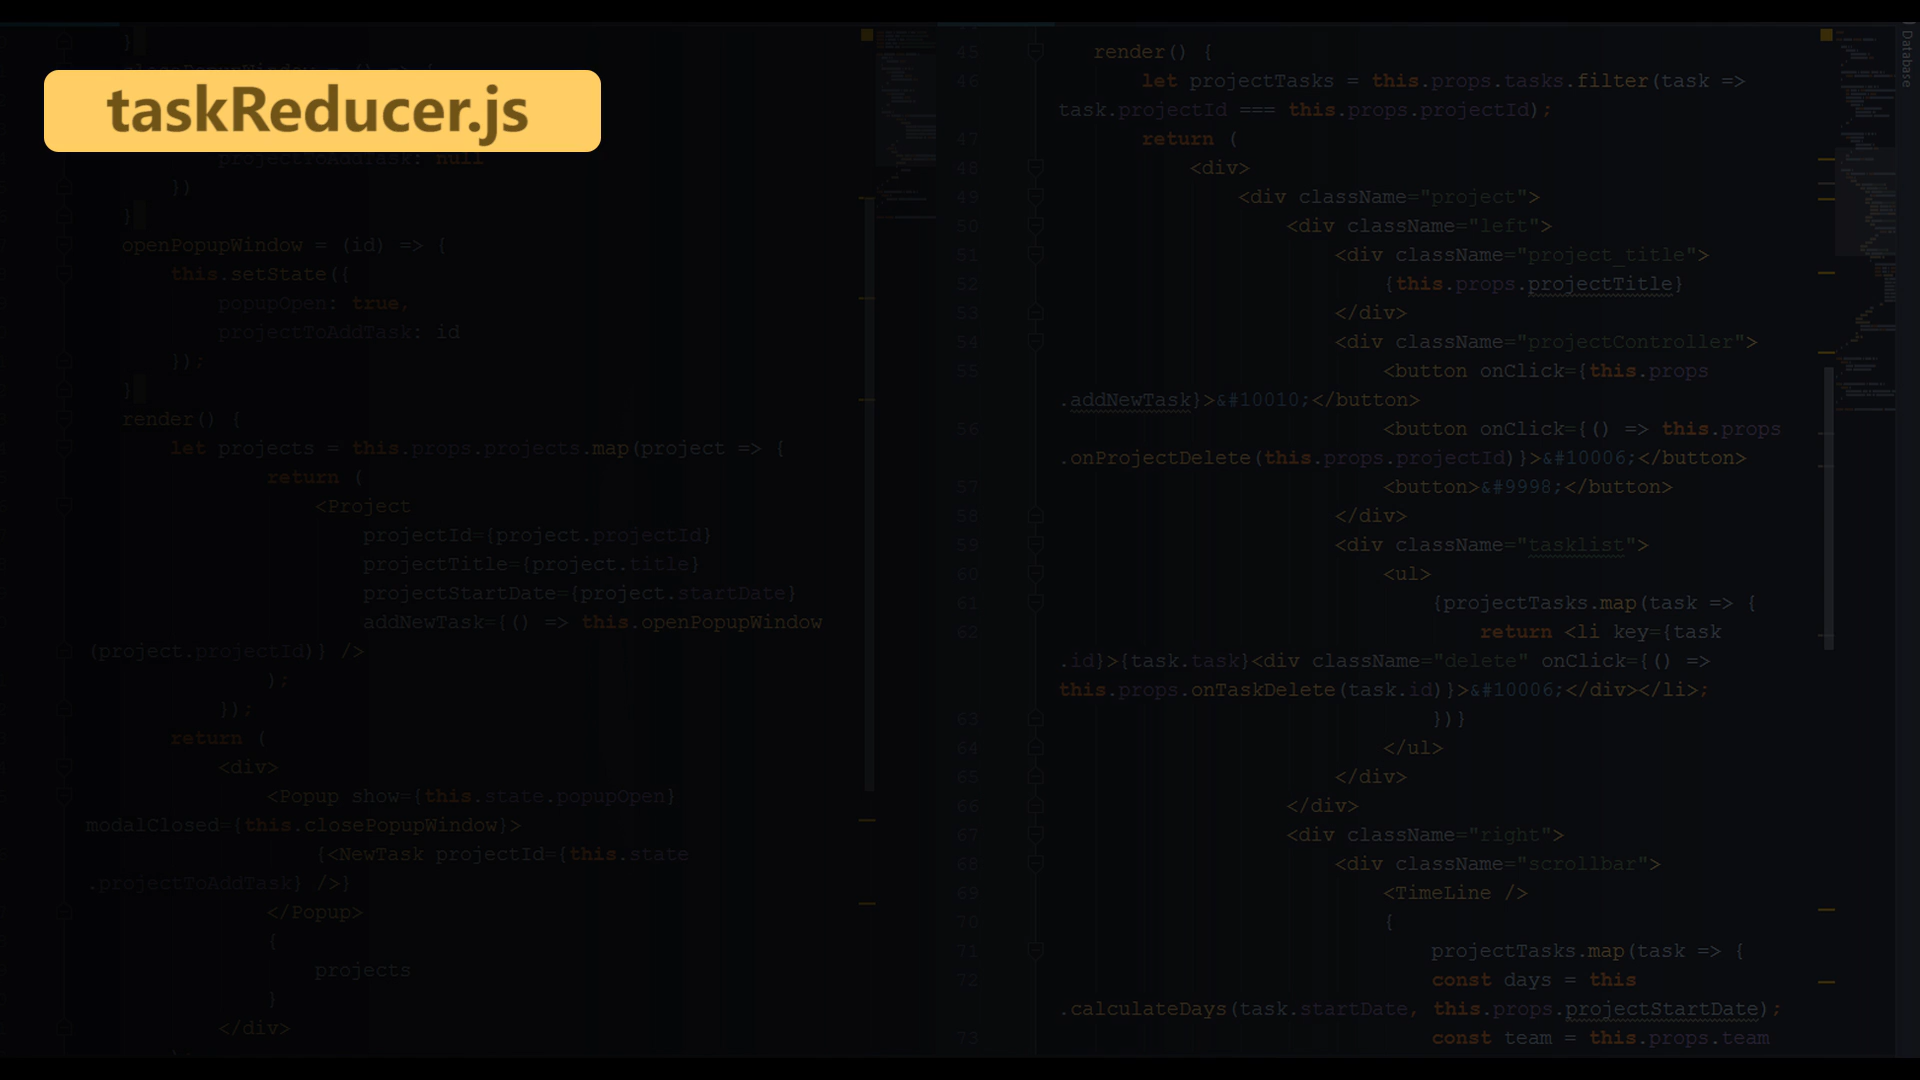 taskReducer.js
}
projectToAddTask: null
})
}
openPopupWindow = (id) => {
this.setState({
popupOpen: true,
projectToAddTask: id
});
}
render() {
let projects = this.props.projects.map(project => {
return (
<Project
projectId={project.projectId}
projectTitle={project.title}
projectStartDate={project.startDate}
addNewTask={() => this.openPopupWindow
(project.projectId)} />
);
});
return (
<div>
<Popup show={this.state.popupOpen}
modalClosed={this.closePopupWindow}>
{<NewTask projectId={this.state
.projectToAddTask} />}
</Popup>
{
projects
}
</div>
45 render() {
46 let projectTasks = this.props.tasks.filter(task =>
task.projectId === this.props.projectId);
47 return (
48 <div>
49 <div className="project">
50 <div className="left">
51 <div className="project_title">
52 {this.props.projectTitle}
53 </div>
54 <div className="projectController">
55 <button onClick={this.props
.addNewTask}>&#10010;</button>
56 <button onClick={() => this.props
.onProjectDelete(this.props.projectId)}>&#10006;</button>
57 <button>&#9998;</button>
58 </div>
59 <div className="tasklist">
60 <ul>
61 {projectTasks.map(task => {
62 return <li key={task
.id}>{task.task}<div className="delete" onClick={() =>
this.props.onTaskDelete(task.id)}>&#10006;</div></li>;
63 })}
64 </ul>
65 </div>
66 </div>
67 <div className="right">
68 <div className="scrollbar">
69 <TimeLine />
70 {
71 projectTasks.map(task => {
72 const days = this
.calculateDays(task.startDate, this.props.projectStartDate);
73 const team = this.props.team
Database